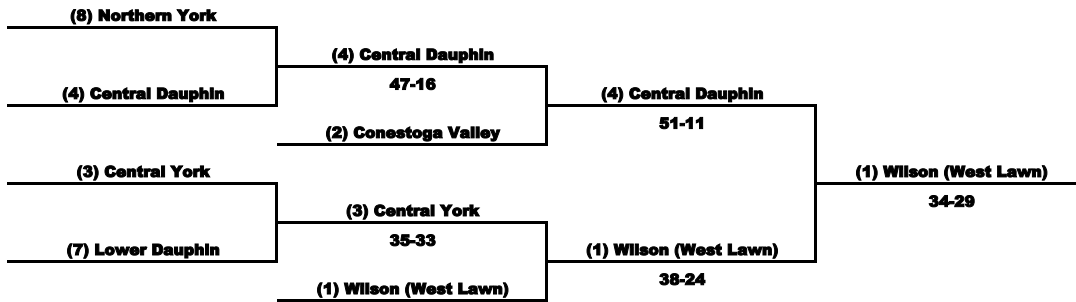 (8) Northern York
(4) Central Dauphin
47-16
(4) Central Dauphin
(4) Central Dauphin
51-11
(2) Conestoga Valley
(3) Central York
(1) Wilson (West Lawn)
34-29
(3) Central York
35-33
(7) Lower Dauphin
(1) Wilson (West Lawn)
38-24
(1) Wilson (West Lawn)